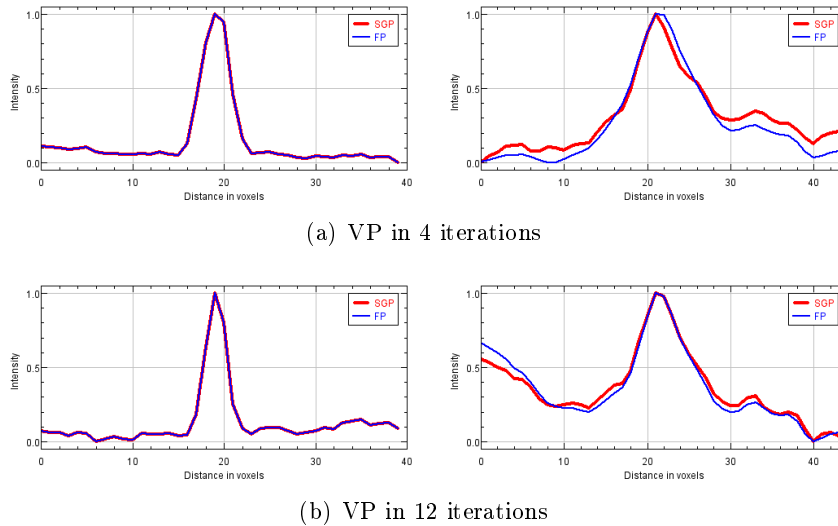 1.0
0.5
0.0
Intensity
0 10 20 30 40
Distance in voxels
SGP
FP
1.0
0.5
0.0
Intensity
0 10 20 30 40
Distance in voxels
SGP
FP
(a) VP in 4 iterations
1.0
0.5
0.0
Intensity
0 10 20 30 40
Distance in voxels
SGP
FP
1.0
0.5
0.0
Intensity
0 10 20 30 40
Distance in voxels
SGP
FP
(b) VP in 12 iterations